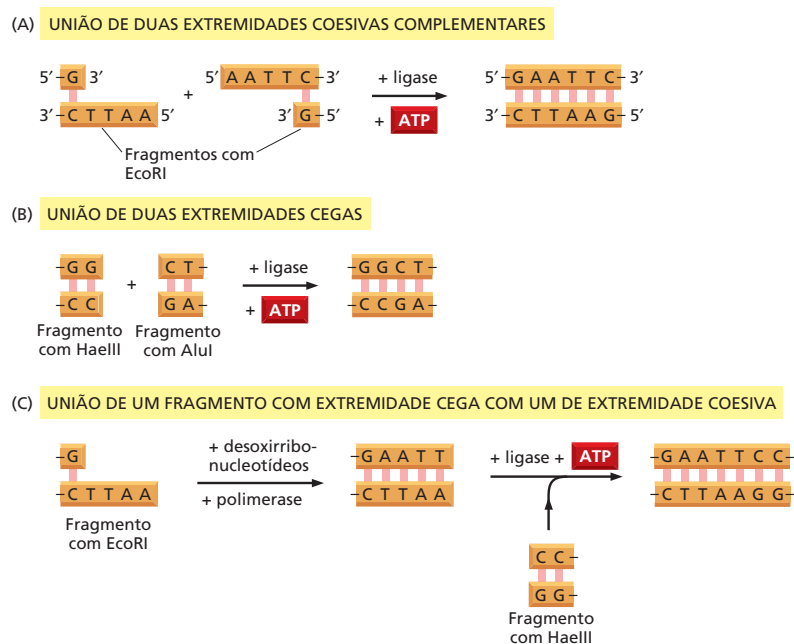 (A) UNIÃO DE DUAS EXTREMIDADES COESIVAS COMPLEMENTARES
5′ G 3′ + 5′ A A T T C 3′ + ligase 5′ G A A T T C 3′
3′ C T T A A 5′ 3′ G 5′ + ATP 3′ C T T A A G 5′
Fragmentos com
EcoRI
(B) UNIÃO DE DUAS EXTREMIDADES CEGAS
G G + C T + ligase G G C T
C C G A + ATP C C G A
Fragmento
com HaeIII
Fragmento
com AluI
(C) UNIÃO DE UM FRAGMENTO COM EXTREMIDADE CEGA COM UM DE EXTREMIDADE COESIVA
G
C T T A A
Fragmento
com EcoRI
+ desoxirribo-
nucleotídeos
+ polimerase
G A A T T
C T T A A
+ ligase + ATP
C C
G G
Fragmento
com HaeIII
G A A T T C C
C T T A A G G